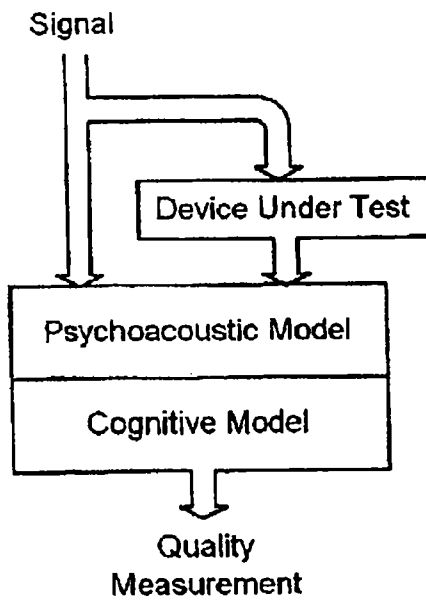 Signal
Device Under Test
Psychoacoustic Model
Cognitive Model
Quality
Measurement